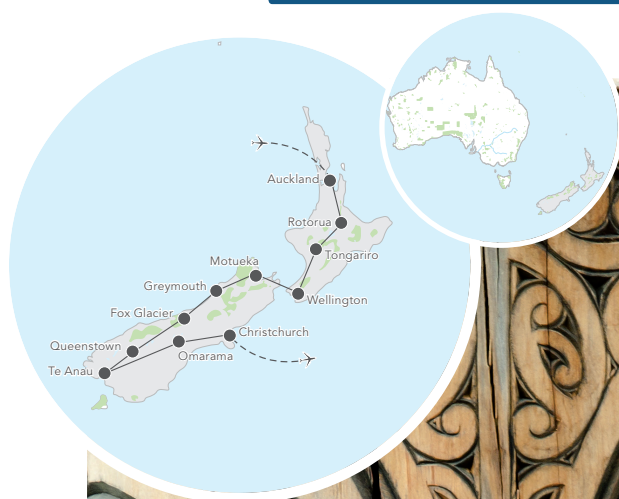 Auckland
Rotorua
Tongariro
Motueka
Greymouth
Wellington
Fox Glacier
Christchurch
Queenstown
Omarama
Te Anau